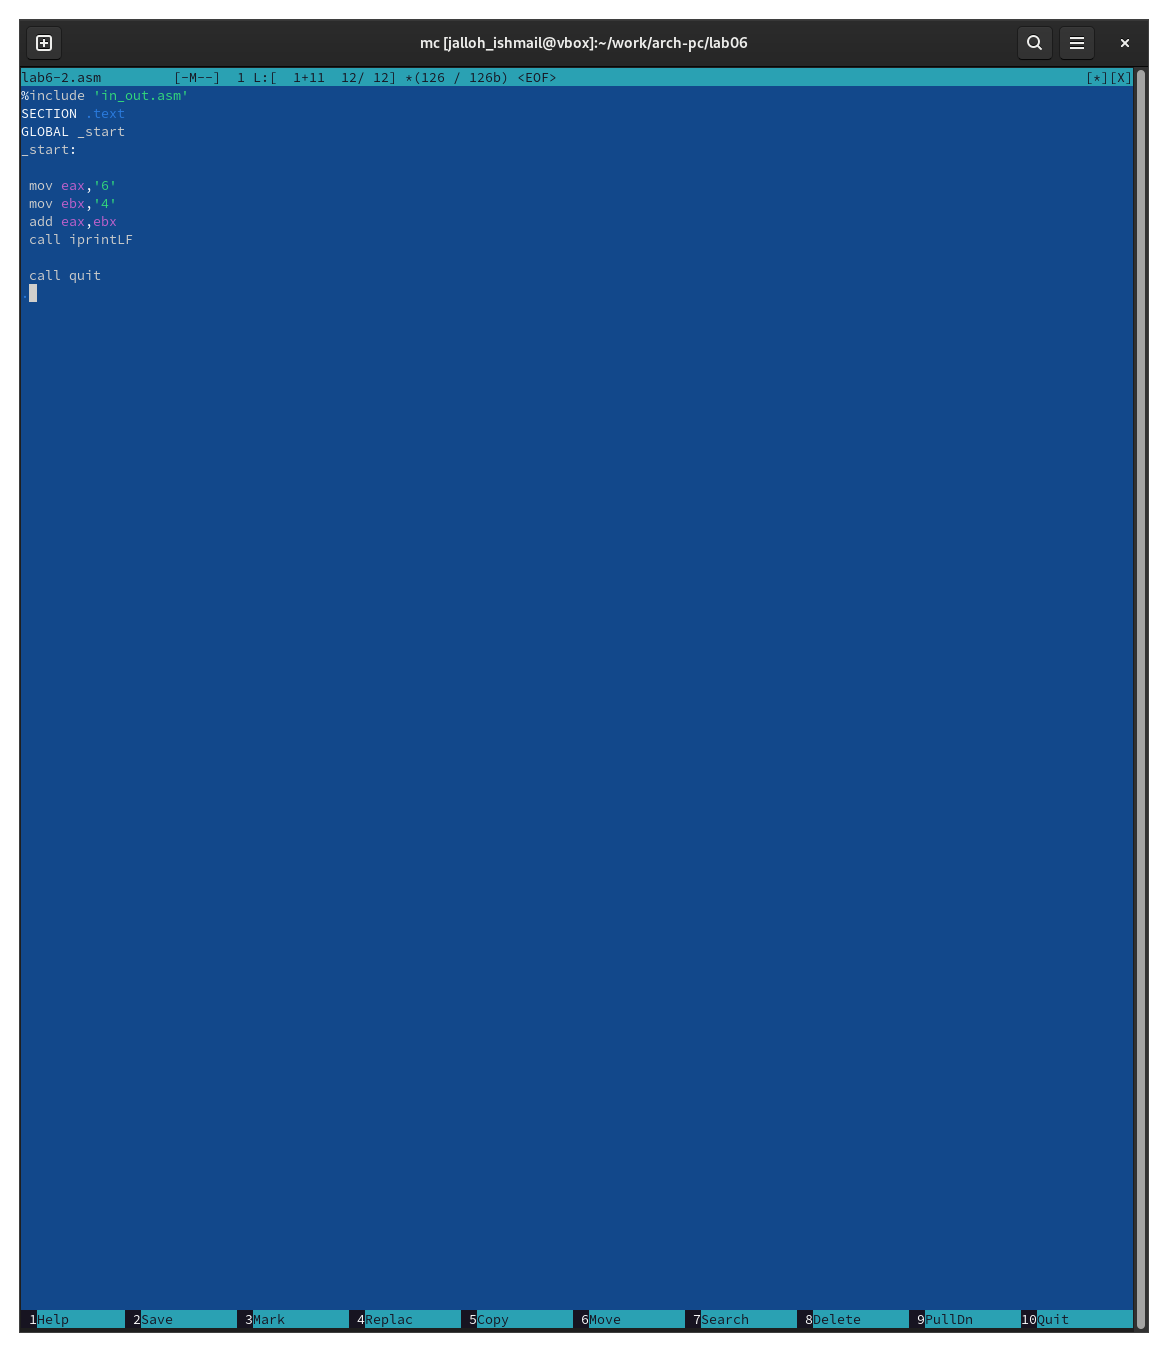 mc [jalloh_ishmail@vbox]:~/work/arch-pc/lab06
lab6-2.asm         [-M--]  1 L:[  1+11  12/ 12] *(126 / 126b) <EOF>                                                                  [*][X]
%include 'in_out.asm'
SECTION .text
GLOBAL _start
_start:
 mov eax,'6'
 mov ebx,'4'
 add eax,ebx
 call iprintLF
 call quit
.
1Help 2Save 3Mark 4Replac 5Copy 6Move 7Search 8Delete 9PullDn 10Quit